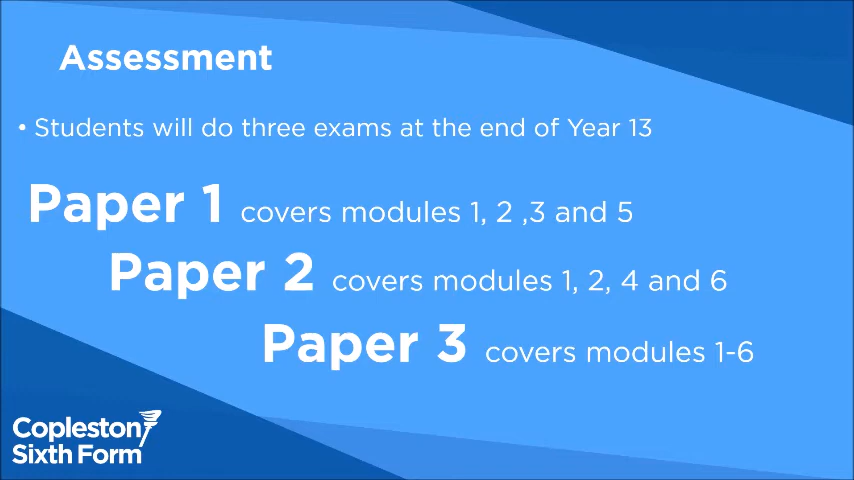 Assessment
• Students will do three exams at the end of Year 13
Paper 1 covers modules 1, 2 ,3 and 5
Paper 2 covers modules 1, 2, 4 and 6
Paper 3 covers modules 1-6
Copleston
Sixth Form